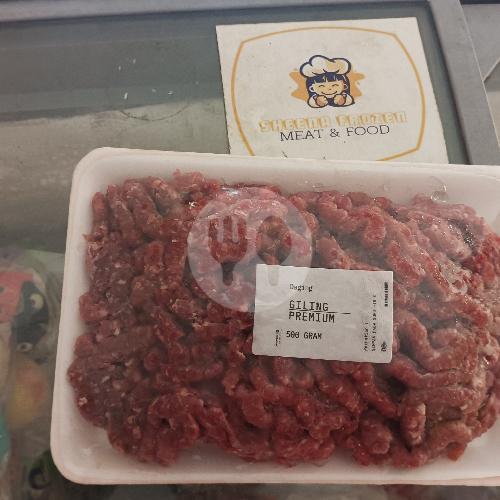 SHEENA FROZEN
MEAT & FOOD
Daging
GILING
PREMIUM
500 GRAM